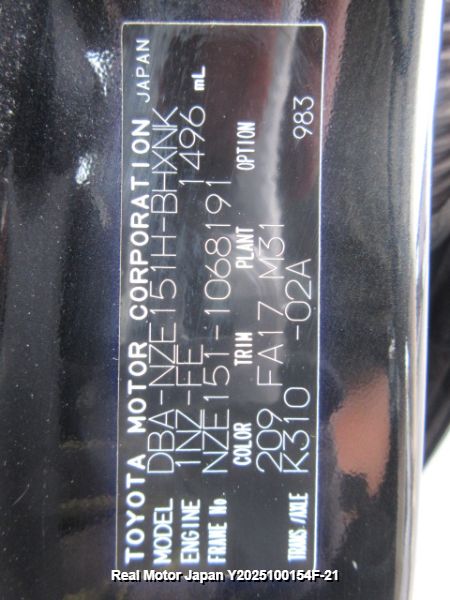 TOYOTA MOTOR CORPORATION JAPAN
MODEL DBA-NZE151H-BHXNK
ENGINE 1NZ-FE 1496 mL
FRAME No. NZE151-1068191
COLOR TRIM PLANT OPTION
209 FA17 M31 983
TRANS/AXLE K310 -02A
Real Motor Japan Y2025100154F-21